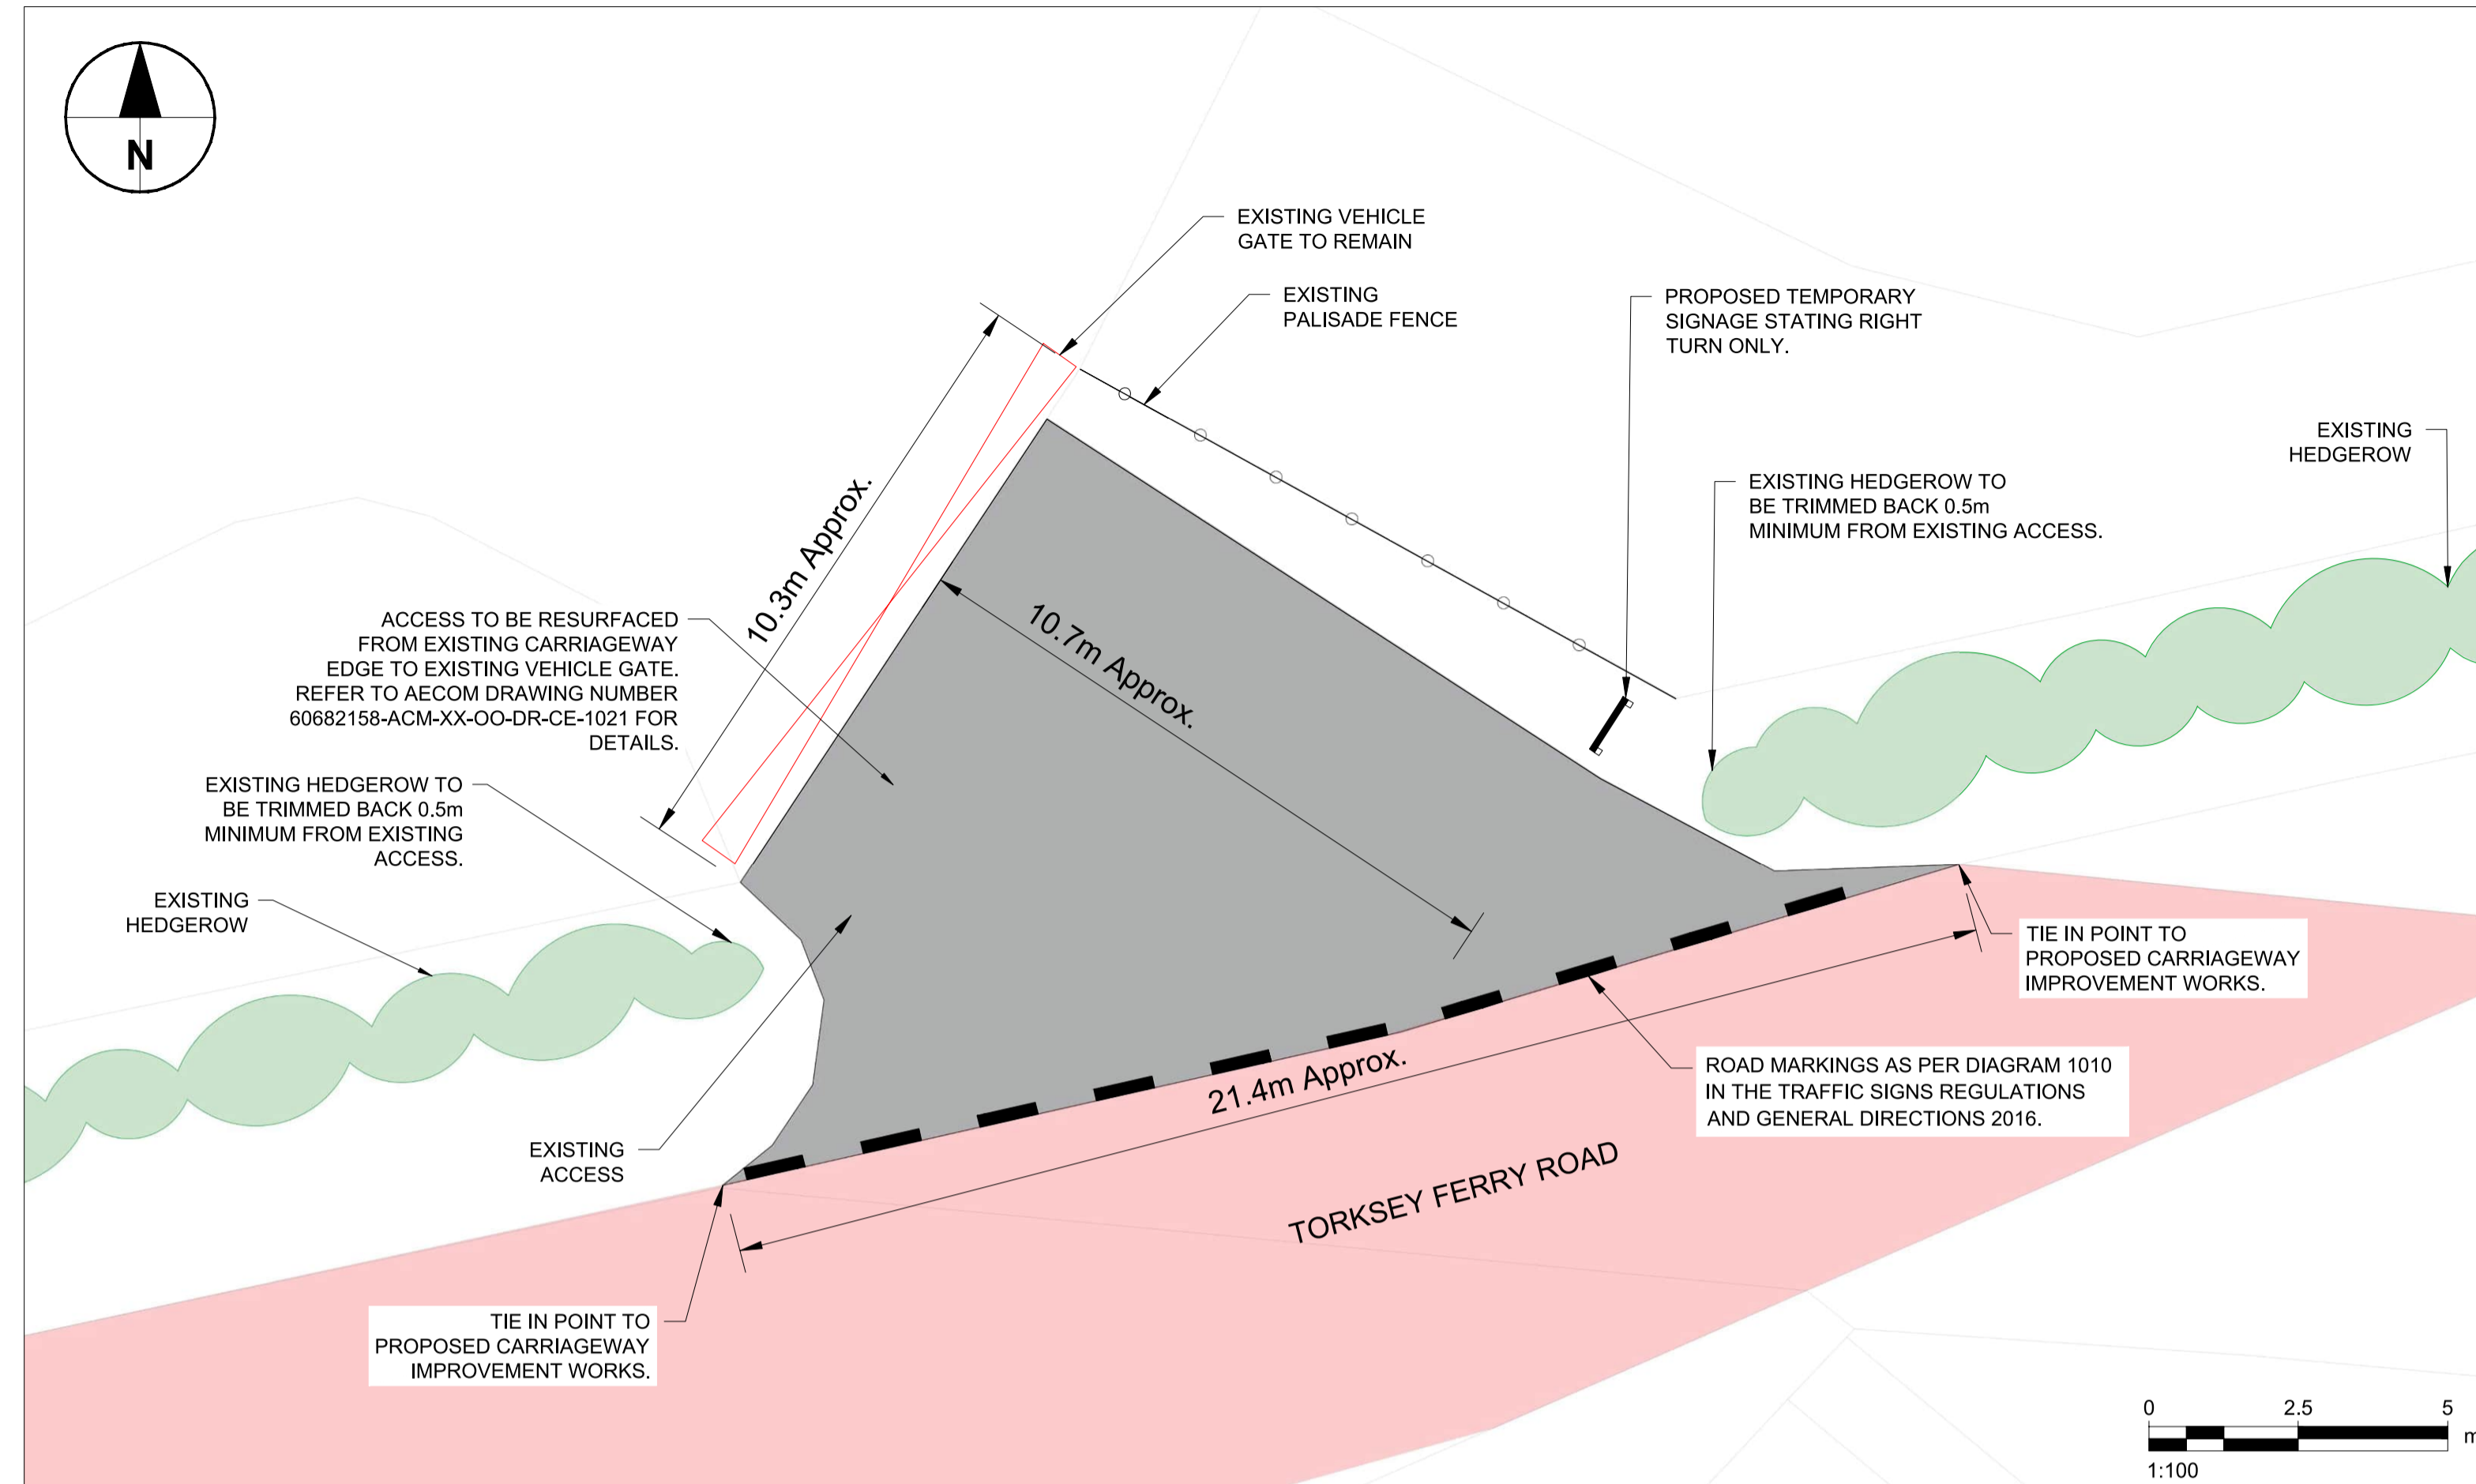 N
EXISTING VEHICLE
GATE TO REMAIN
EXISTING
PALISADE FENCE
PROPOSED TEMPORARY
SIGNAGE STATING RIGHT
TURN ONLY.
EXISTING
HEDGEROW
EXISTING HEDGEROW TO
BE TRIMMED BACK 0.5m
MINIMUM FROM EXISTING ACCESS.
10.3m Approx.
10.7m Approx.
ACCESS TO BE RESURFACED
FROM EXISTING CARRIAGEWAY
EDGE TO EXISTING VEHICLE GATE.
REFER TO AECOM DRAWING NUMBER
60682158-ACM-XX-OO-DR-CE-1021 FOR
DETAILS.
EXISTING HEDGEROW TO
BE TRIMMED BACK 0.5m
MINIMUM FROM EXISTING
ACCESS.
EXISTING
HEDGEROW
TIE IN POINT TO
PROPOSED CARRIAGEWAY
IMPROVEMENT WORKS.
21.4m Approx.
ROAD MARKINGS AS PER DIAGRAM 1010
IN THE TRAFFIC SIGNS REGULATIONS
AND GENERAL DIRECTIONS 2016.
EXISTING
ACCESS
TORKSEY FERRY ROAD
TIE IN POINT TO
PROPOSED CARRIAGEWAY
IMPROVEMENT WORKS.
0 2.5 5
m
1:100